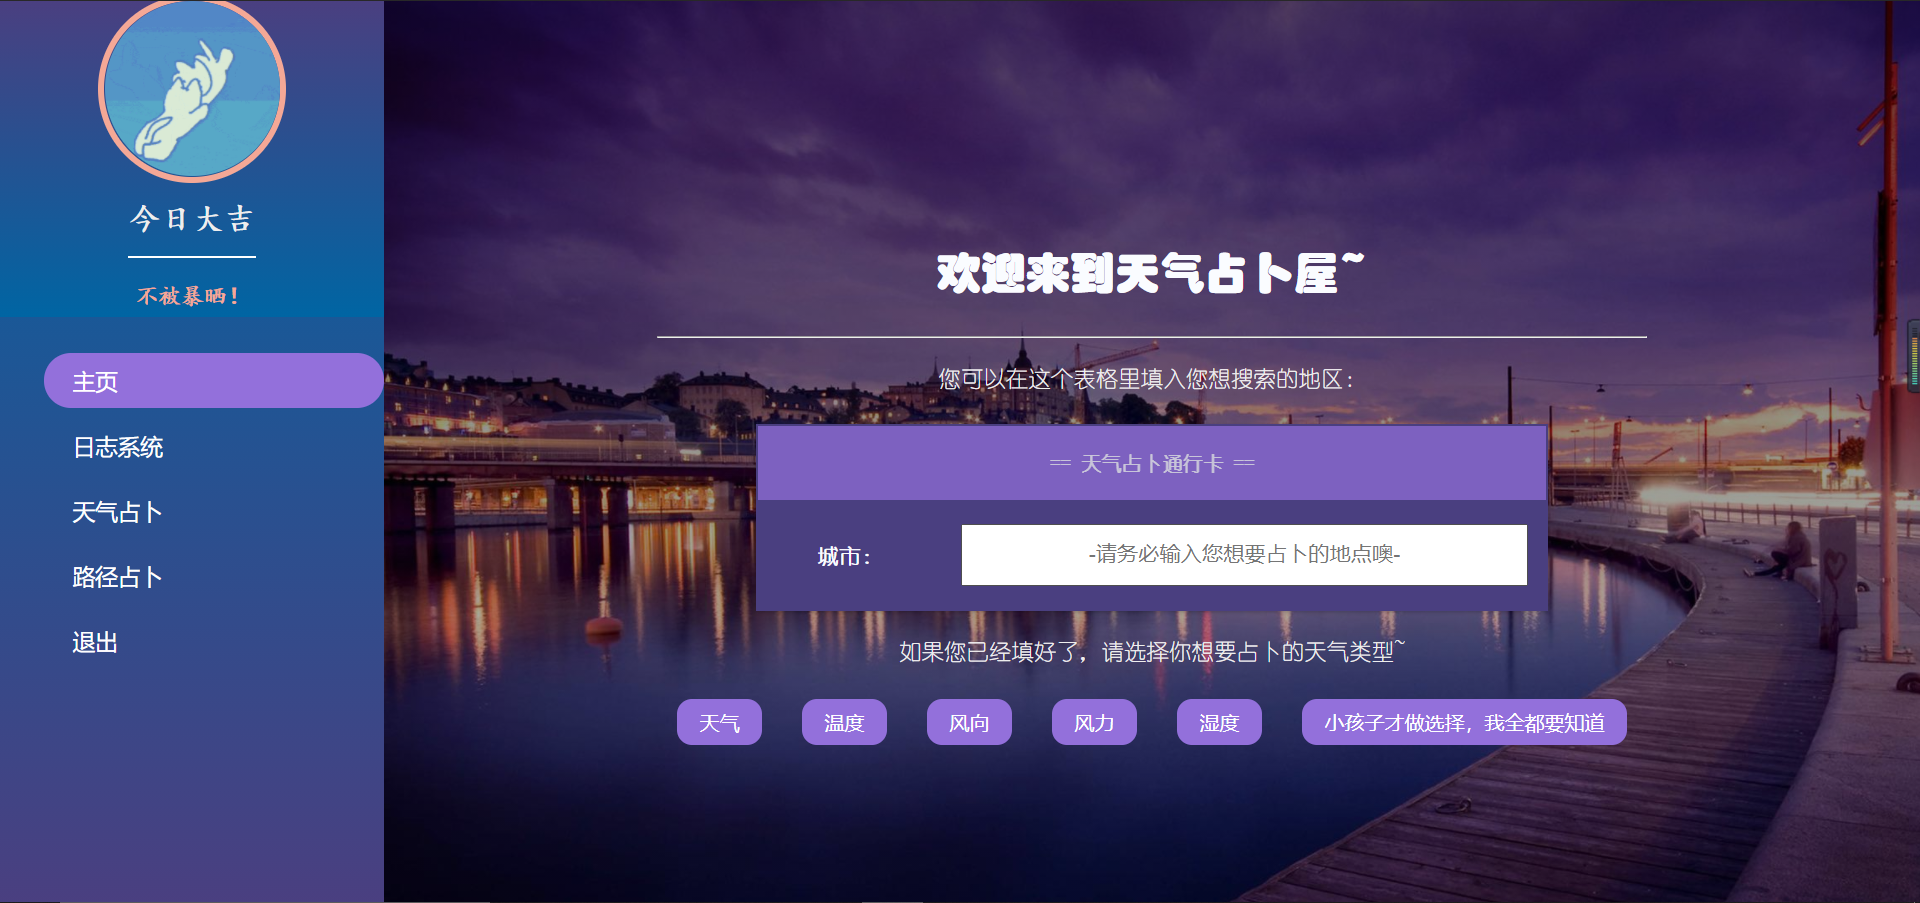 今日大吉
不被暴晒！
主页
日志系统
天气占卜
路径占卜
退出
欢迎来到天气占卜屋~
您可以在这个表格里填入您想搜索的地区：
== 天气占卜通行卡 ==
城市： -请务必输入您想要占卜的地点噢-
如果您已经填好了，请选择你想要占卜的天气类型~
天气 温度 风向 风力 湿度 小孩子才做选择，我全都要知道